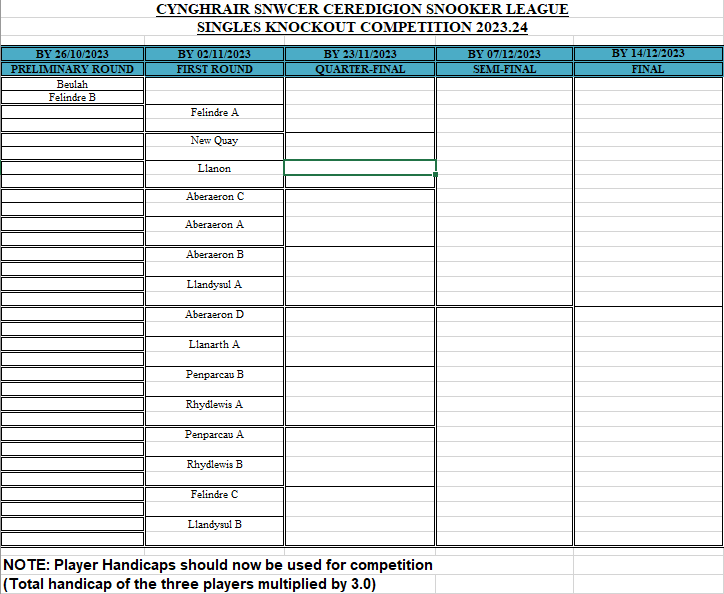 CYNGHRAIR SNWCER CEREDIGION SNOOKER LEAGUE
SINGLES KNOCKOUT COMPETITION 2023.24
BY 26/10/2023 BY 02/11/2023 BY 23/11/2023 BY 07/12/2023 BY 14/12/2023
PRELIMINARY ROUND FIRST ROUND QUARTER-FINAL SEMI-FINAL FINAL
Beulah
Felindre B
Felindre A
New Quay
Llanon
Aberaeron C
Aberaeron A
Aberaeron B
Llandysul A
Aberaeron D
Llanarth A
Penparcau B
Rhydlewis A
Penparcau A
Rhydlewis B
Felindre C
Llandysul B
NOTE: Player Handicaps should now be used for competition
(Total handicap of the three players multiplied by 3.0)